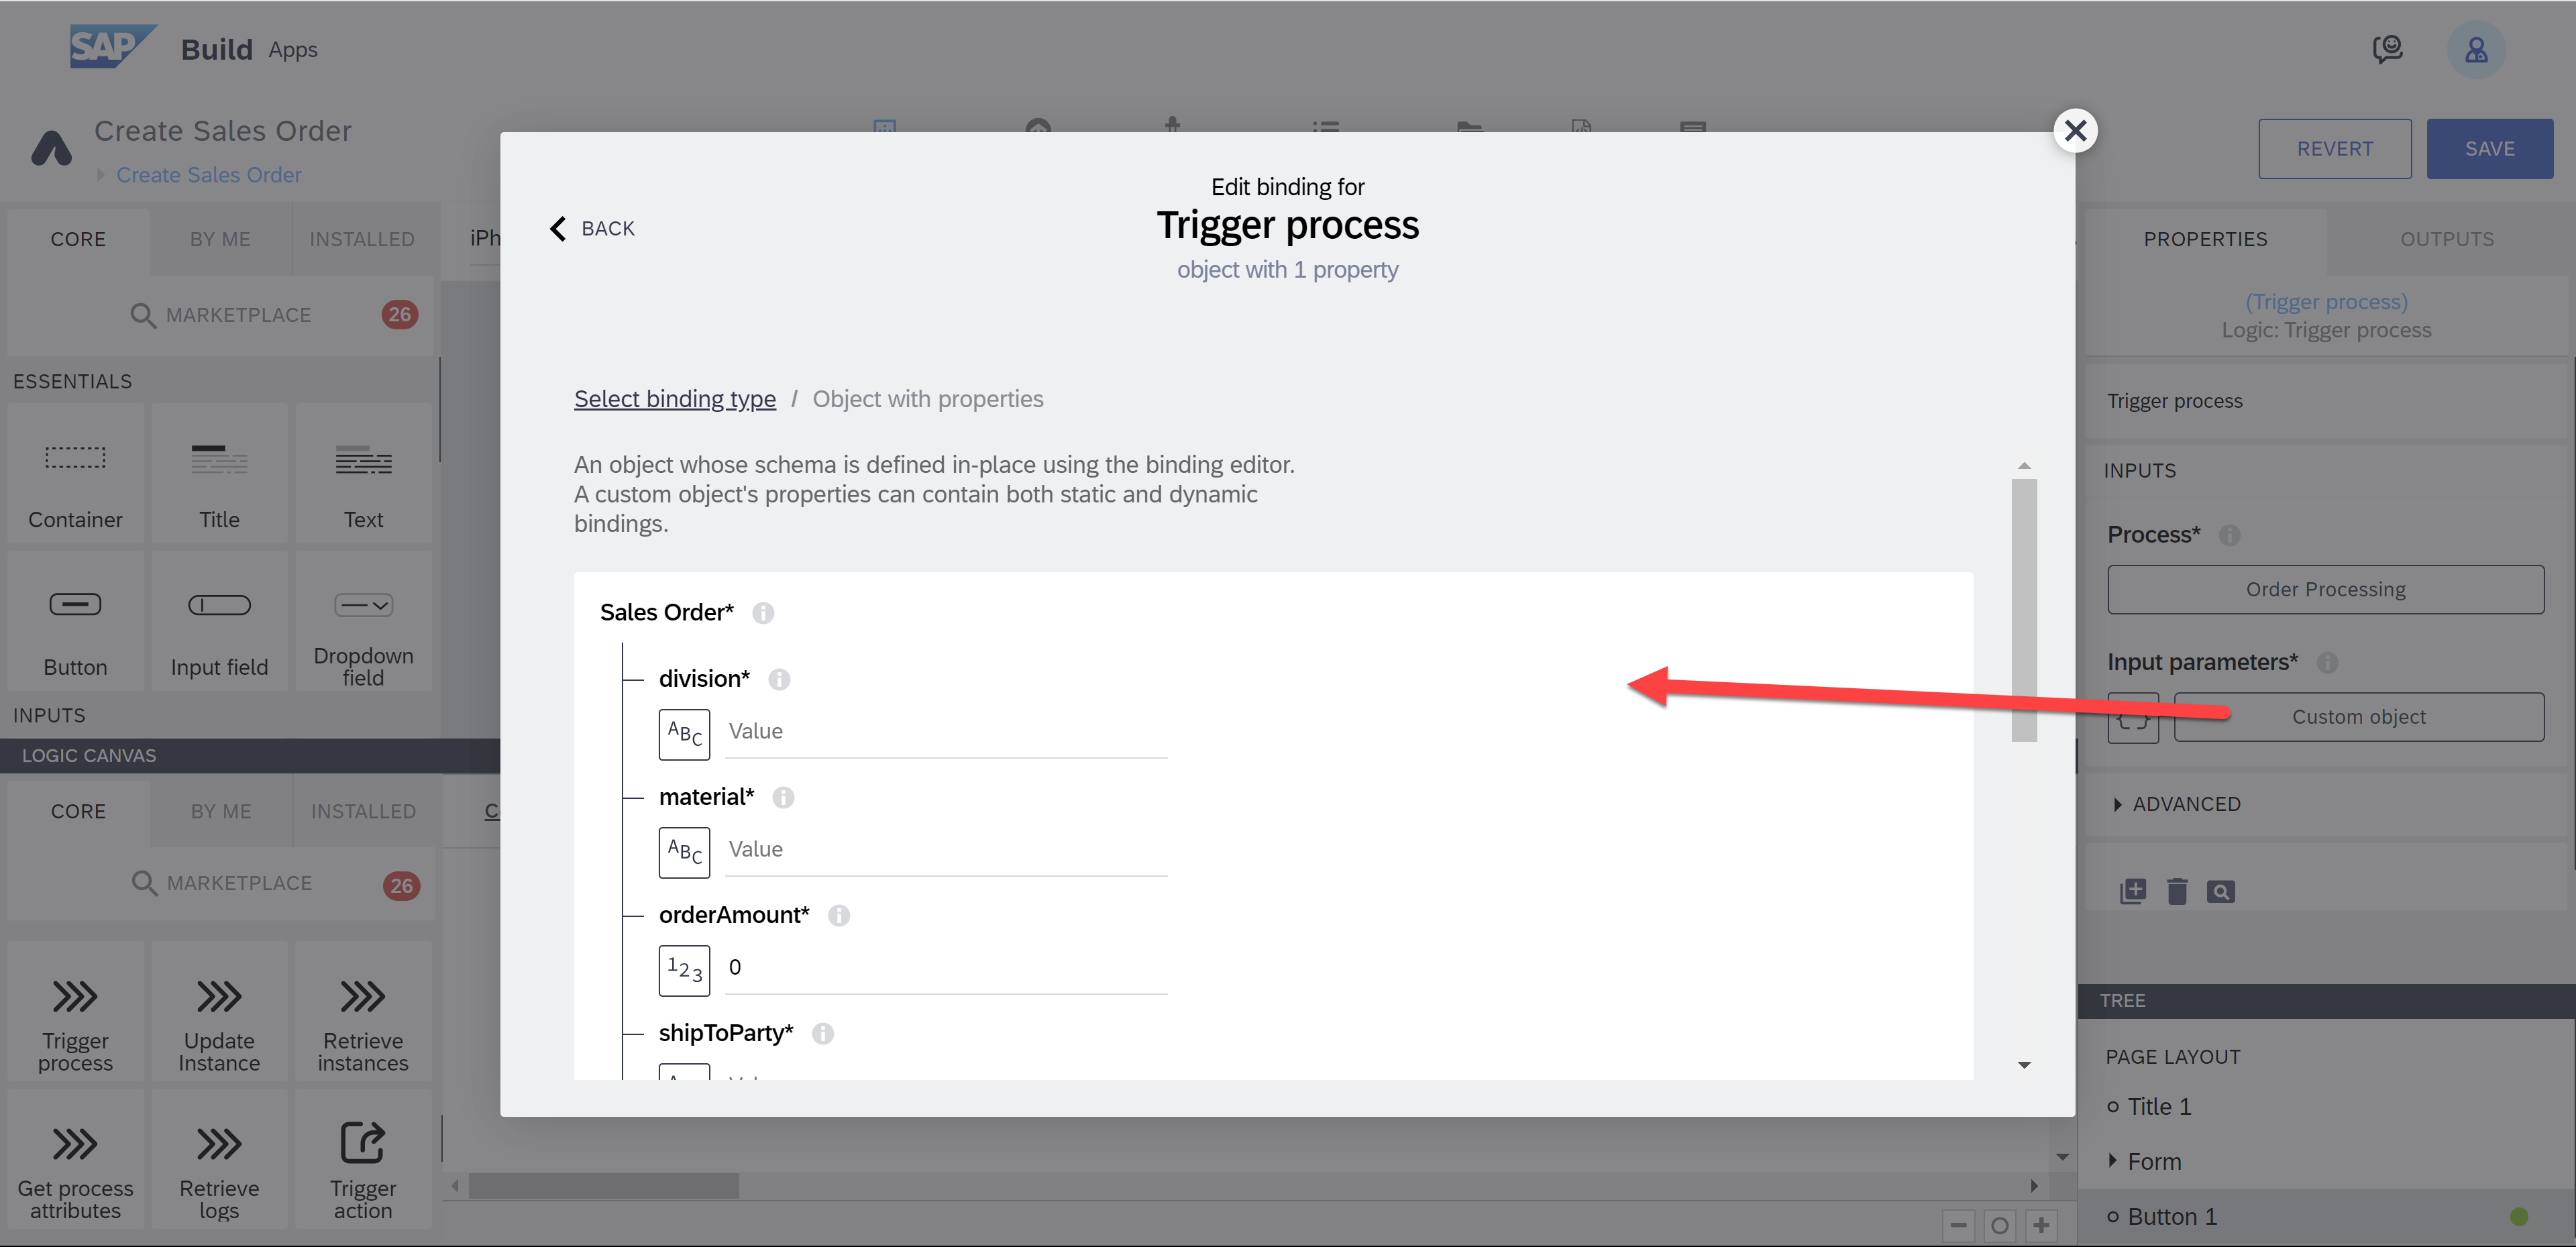 SAP Build Apps
Create Sales Order
Create Sales Order
REVERT
SAVE
CORE BY ME INSTALLED
MARKETPLACE 26
ESSENTIALS
Container
Title
Text
Button
Input field
Dropdown
field
INPUTS
LOGIC CANVAS
CORE BY ME INSTALLED
MARKETPLACE 26
Trigger
process
Update
Instance
Retrieve
instances
Get process
attributes
Retrieve
logs
Trigger
action
iPh
Edit binding for
BACK
Trigger process
object with 1 property
Select binding type / Object with properties
An object whose schema is defined in-place using the binding editor.
A custom object's properties can contain both static and dynamic
bindings.
Sales Order*
division*
ABC Value
material*
ABC Value
orderAmount*
123 0
shipToParty*
PROPERTIES OUTPUTS
(Trigger process)
Logic: Trigger process
Trigger process
INPUTS
Process*
Order Processing
Input parameters*
Custom object
ADVANCED
TREE
PAGE LAYOUT
Title 1
Form
Button 1